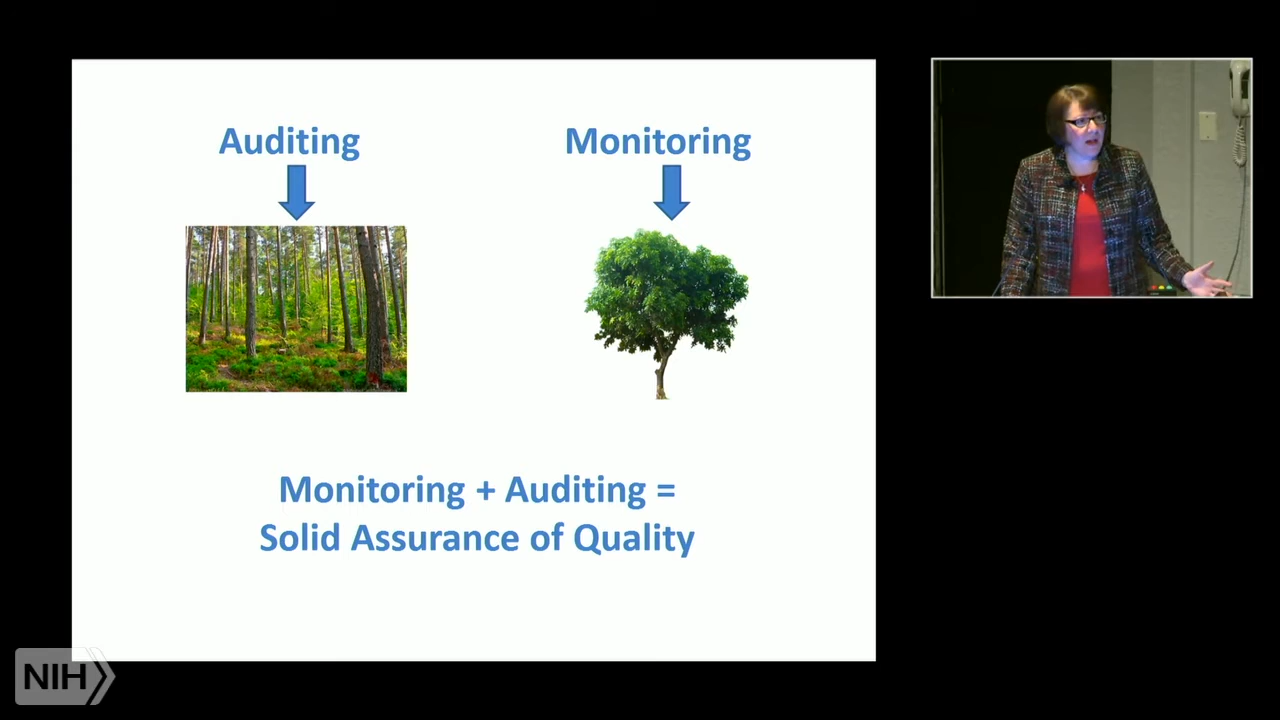 Auditing
Monitoring
Monitoring + Auditing =
Solid Assurance of Quality
NIH